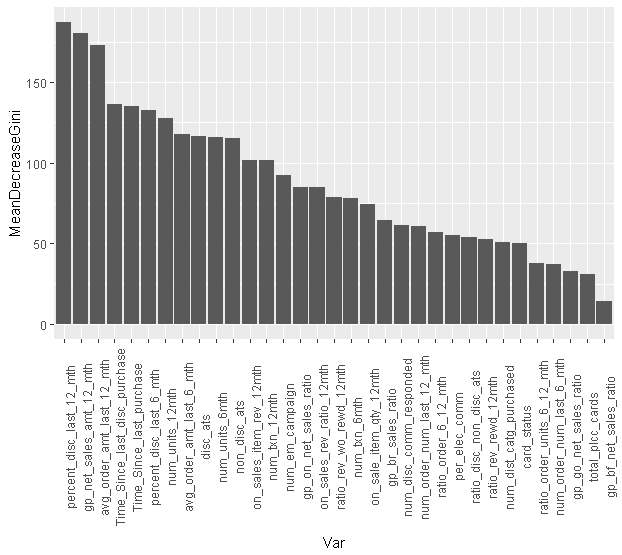 MeanDecreaseGini
150
100
50
0
percent_disc_last_12_mth
gp_net_sales_amt_12_mth
avg_order_amt_last_12_mth
Time_Since_last_disc_purchase
Time_Since_last_purchase
percent_disc_last_6_mth
num_units_12mth
avg_order_amt_last_6_mth
disc_ats
num_units_6mth
non_disc_ats
on_sales_item_rev_12mth
num_txn_12mth
num_em_campaign
gp_on_net_sales_ratio
on_sales_rev_ratio_12mth
ratio_rev_wo_rewd_12mth
num_txn_6mth
on_sale_item_qty_12mth
gp_br_sales_ratio
num_disc_comm_responded
num_order_num_last_12_mth
ratio_order_6_12_mth
per_elec_comm
ratio_disc_non_disc_ats
ratio_rev_rewd_12mth
num_dist_catg_purchased
card_status
ratio_order_units_6_12_mth
num_order_num_last_6_mth
gp_go_net_sales_ratio
total_plcc_cards
gp_bf_net_sales_ratio
Var